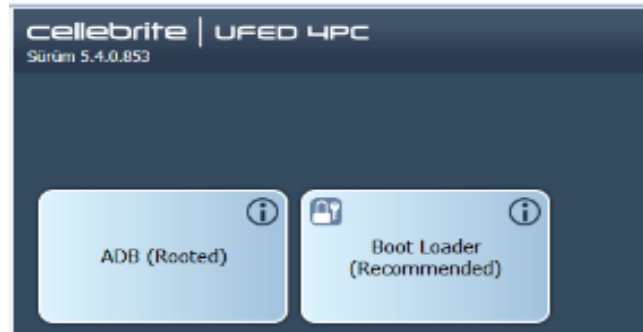 cellebrite | UFED 4PC
Sürüm 5.4.0.853
ADB (Rooted)
Boot Loader
(Recommended)